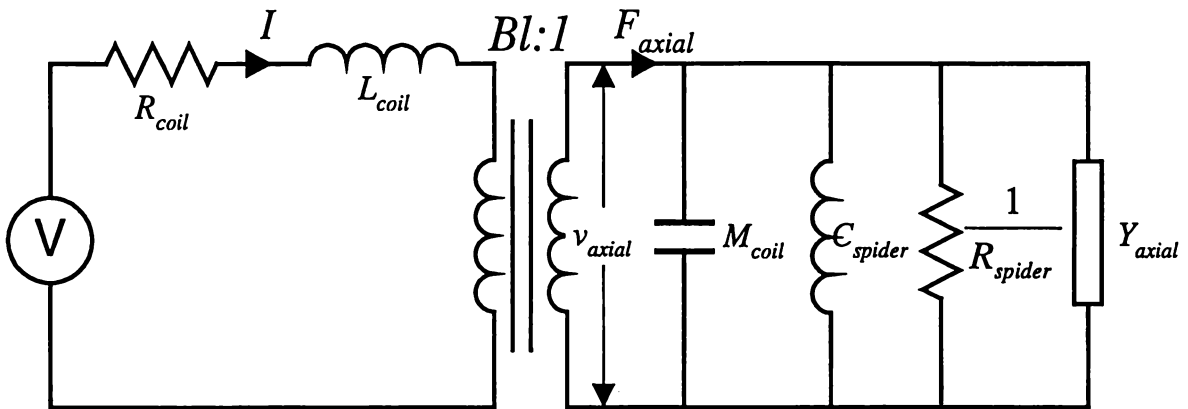 I
Bl:1
F_axial
R_coil
L_coil
V
v_axial
M_coil
C_spider
1
R_spider
Y_axial